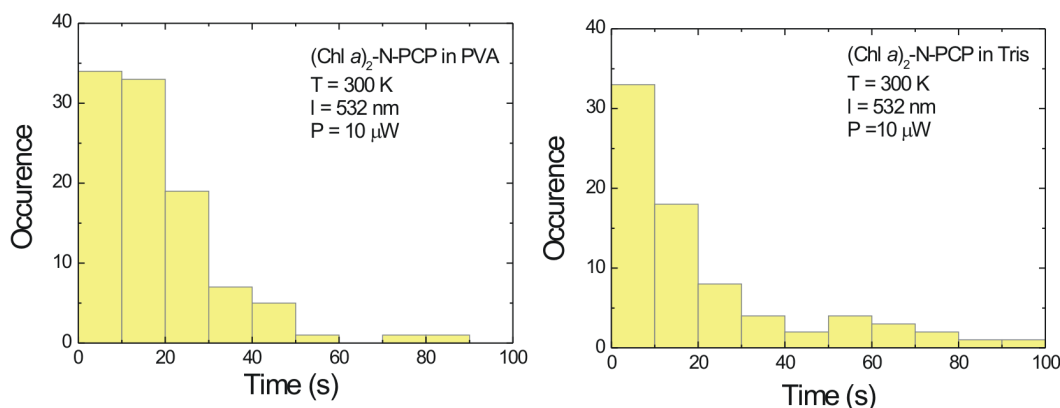 40
30
20
10
0
Occurence
(Chl a)2-N-PCP in PVA
T = 300 K
I = 532 nm
P = 10 μW
0 20 40 60 80 100
Time (s)
40
30
20
10
0
Occurence
(Chl a)2-N-PCP in Tris
T = 300 K
I = 532 nm
P =10 μW
0 20 40 60 80 100
Time (s)